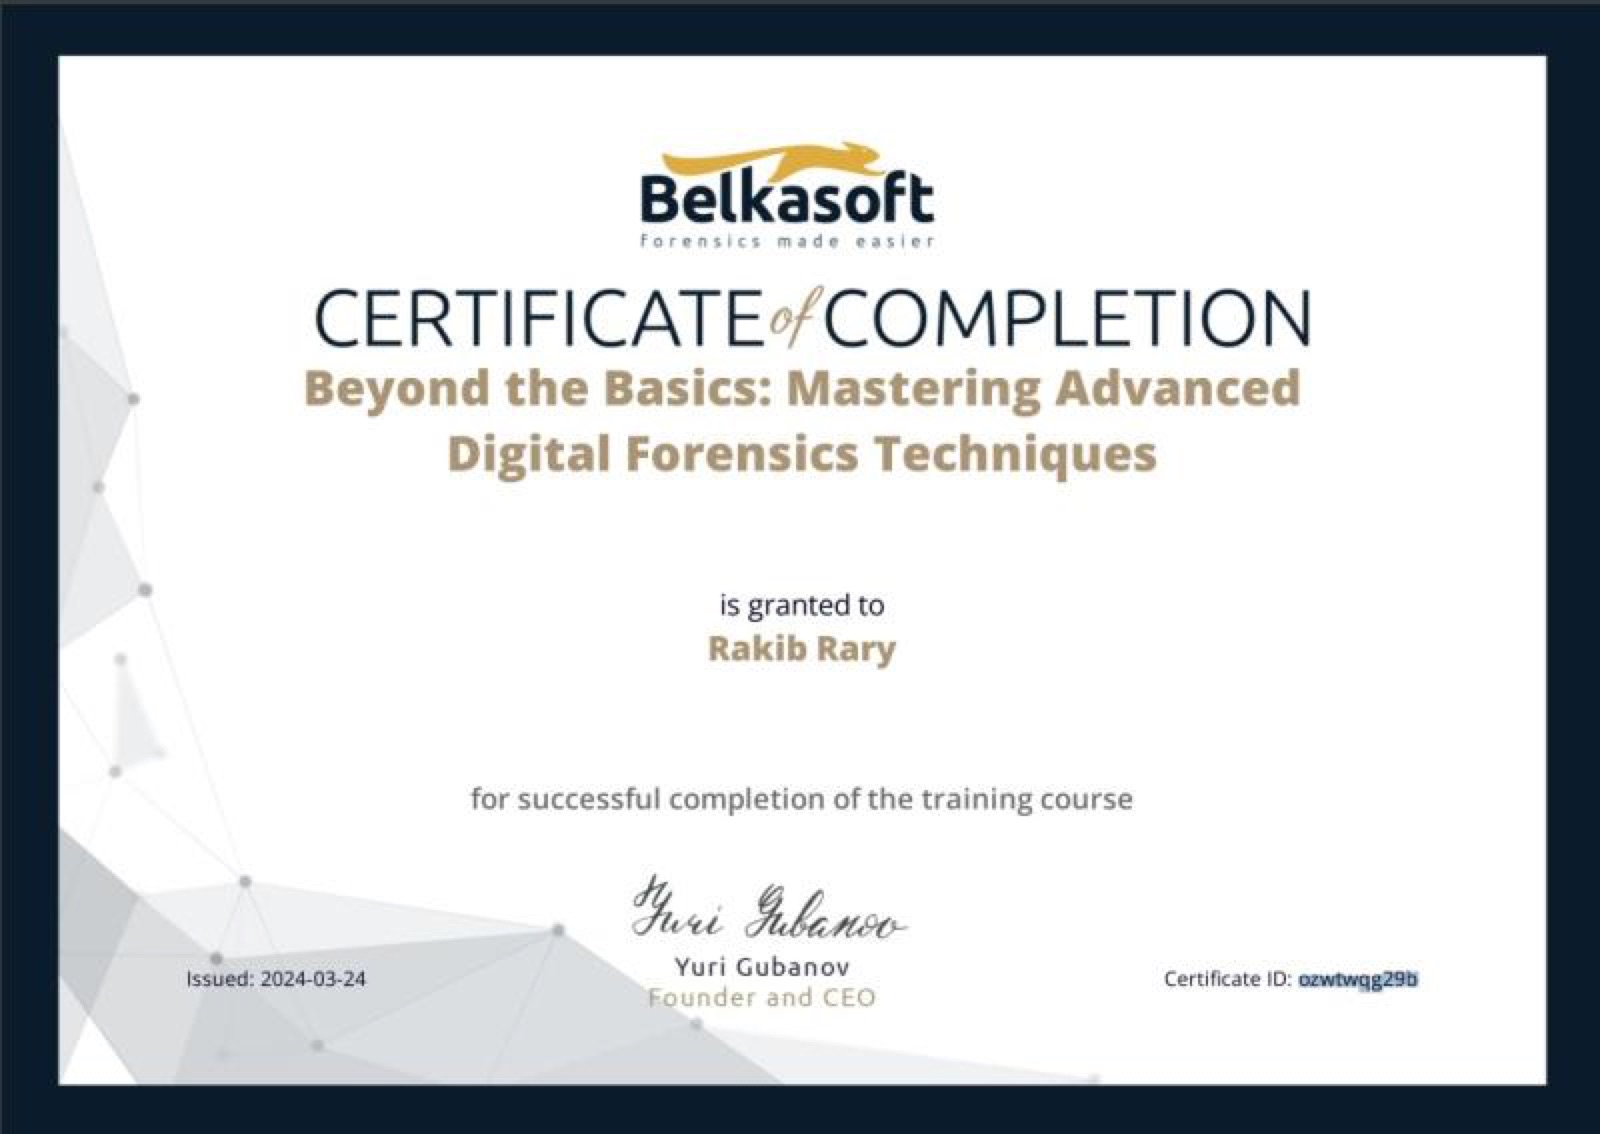 Belkasoft
Forensics made easier
CERTIFICATE of COMPLETION
Beyond the Basics: Mastering Advanced
Digital Forensics Techniques
is granted to
Rakib Rary
for successful completion of the training course
Yuri Gubanov
Yuri Gubanov
Founder and CEO
Issued: 2024-03-24
Certificate ID: ozwtwqg29b